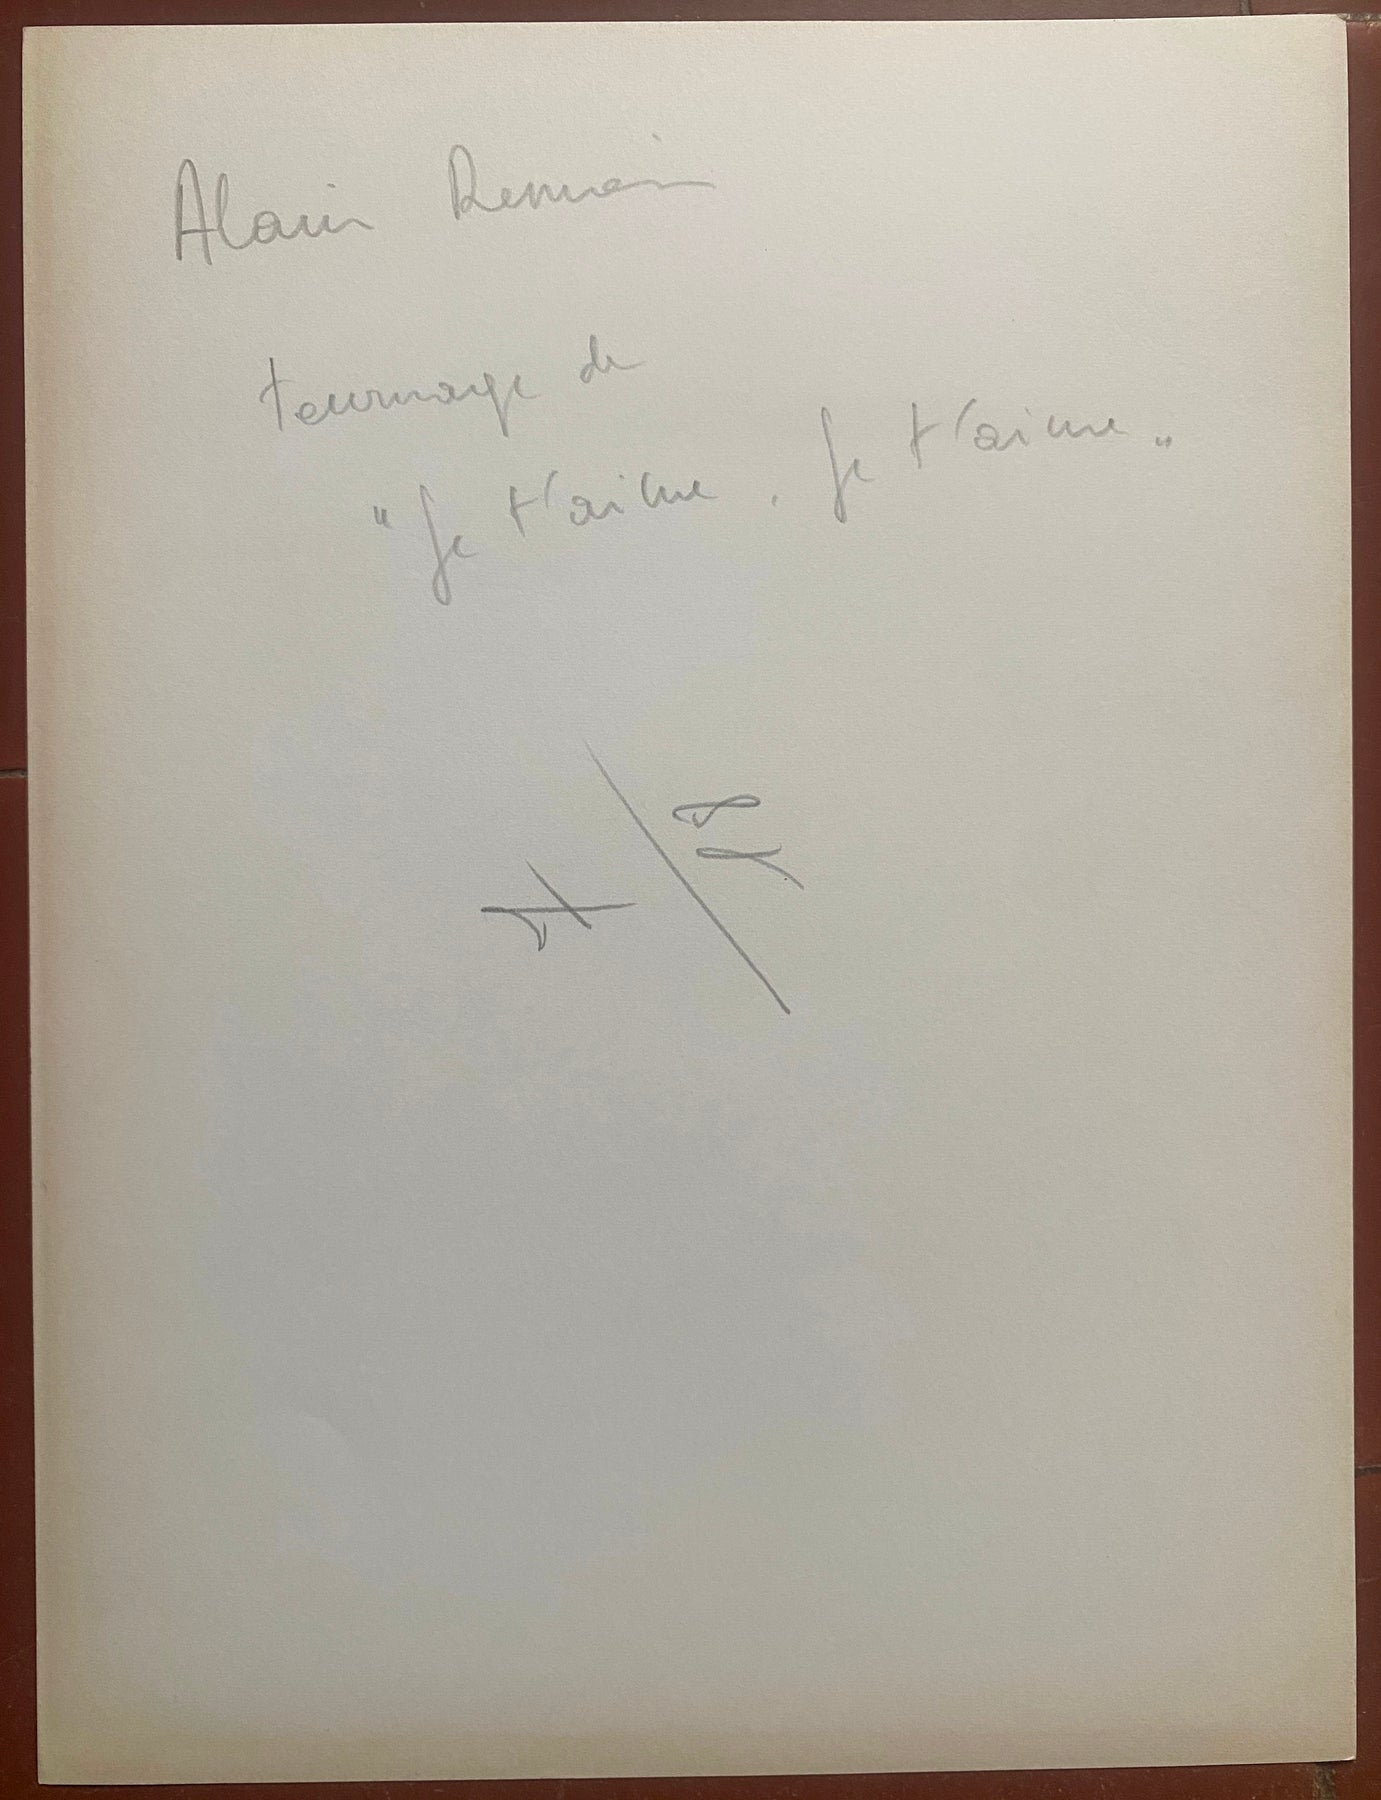 Alain Resnais
tournage de
"Je t'aime, Je t'aime"